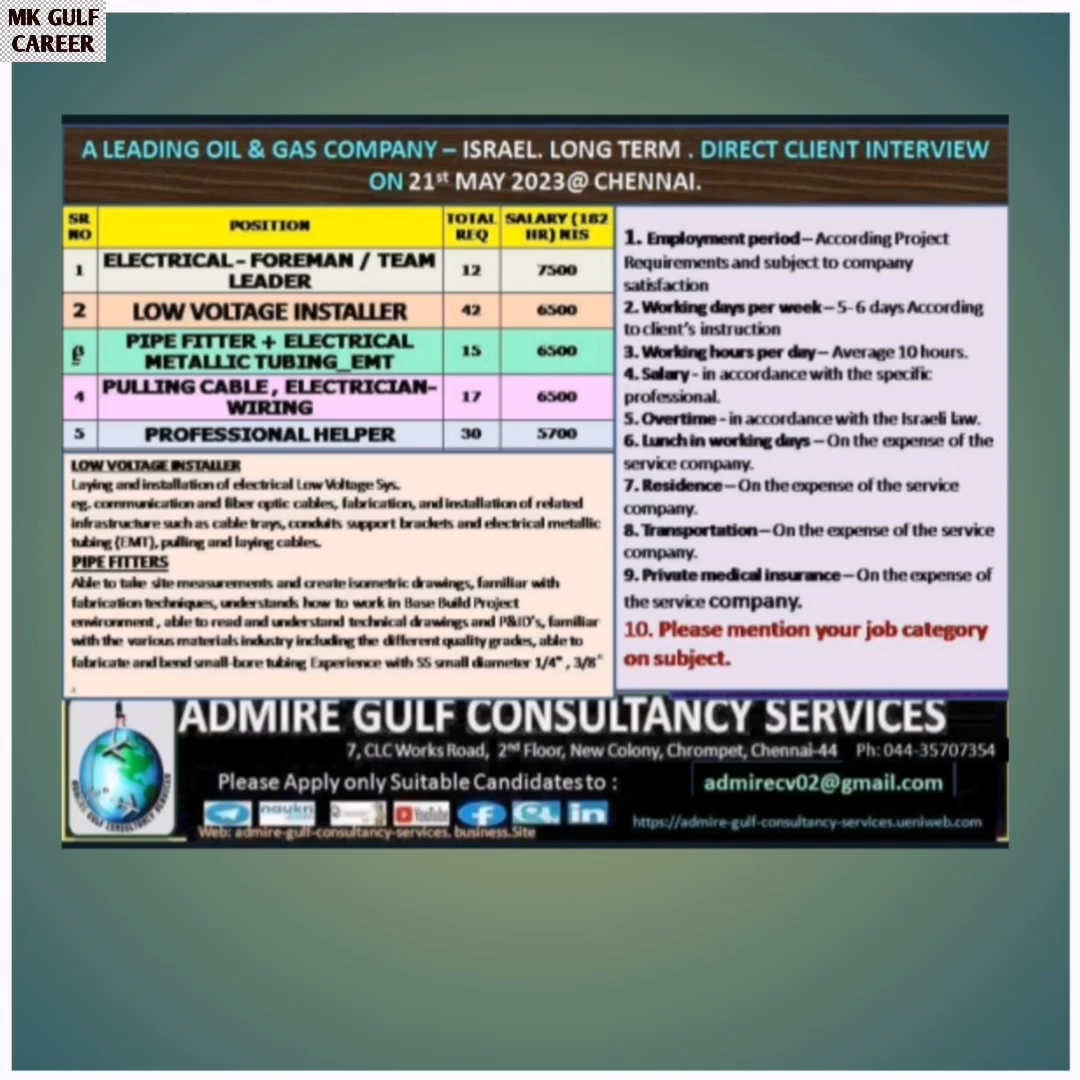 MK GULF
CAREER
A LEADING OIL & GAS COMPANY – ISRAEL. LONG TERM . DIRECT CLIENT INTERVIEW
ON 21st MAY 2023@ CHENNAI.
SR NO POSITION TOTAL REQ SALARY (182 HR) NIS
1 ELECTRICAL – FOREMAN / TEAM LEADER 12 7500
2 LOW VOLTAGE INSTALLER 42 6500
β PIPE FITTER + ELECTRICAL METALLIC TUBING_EMT 15 6500
4 PULLING CABLE , ELECTRICIAN- WIRING 17 6500
5 PROFESSIONAL HELPER 30 5700
LOW VOLTAGE INSTALLER
Laying and installation of electrical Low Voltage Sys.
eg. communication and fiber optic cables, fabrication, and installation of related
infrastructure such as cable trays, conduits support brackets and electrical metallic
tubing (EMT), pulling and laying cables.
PIPE FITTERS
Able to take site measurements and create isometric drawings, familiar with
fabrication techniques, understands how to work in Base Build Project
environment , able to read and understand technical drawings and P&ID's, familiar
with the various materials industry including the different quality grades, able to
fabricate and bend small-bore tubing Experience with SS small diameter 1/4" , 3/8"
1. Employment period – According Project
Requirements and subject to company
satisfaction
2. Working days per week – 5-6 days According
to client's instruction
3. Working hours per day – Average 10 hours.
4. Salary - in accordance with the specific
professional.
5. Overtime - in accordance with the Israeli law.
6. Lunch in working days – On the expense of the
service company.
7. Residence – On the expense of the service
company.
8. Transportation – On the expense of the service
company.
9. Private medical insurance – On the expense of
the service company.
10. Please mention your job category
on subject.
ADMIRE GULF CONSULTANCY SERVICES
7, CLC Works Road, 2nd Floor, New Colony, Chrompet, Chennai-44 Ph: 044-35707354
Please Apply only Suitable Candidates to : admirecv02@gmail.com
naukri YouTube f in
Web: admire-gulf-consultancy-services. business.Site
https://admire-gulf-consultancy-services.ueniweb.com